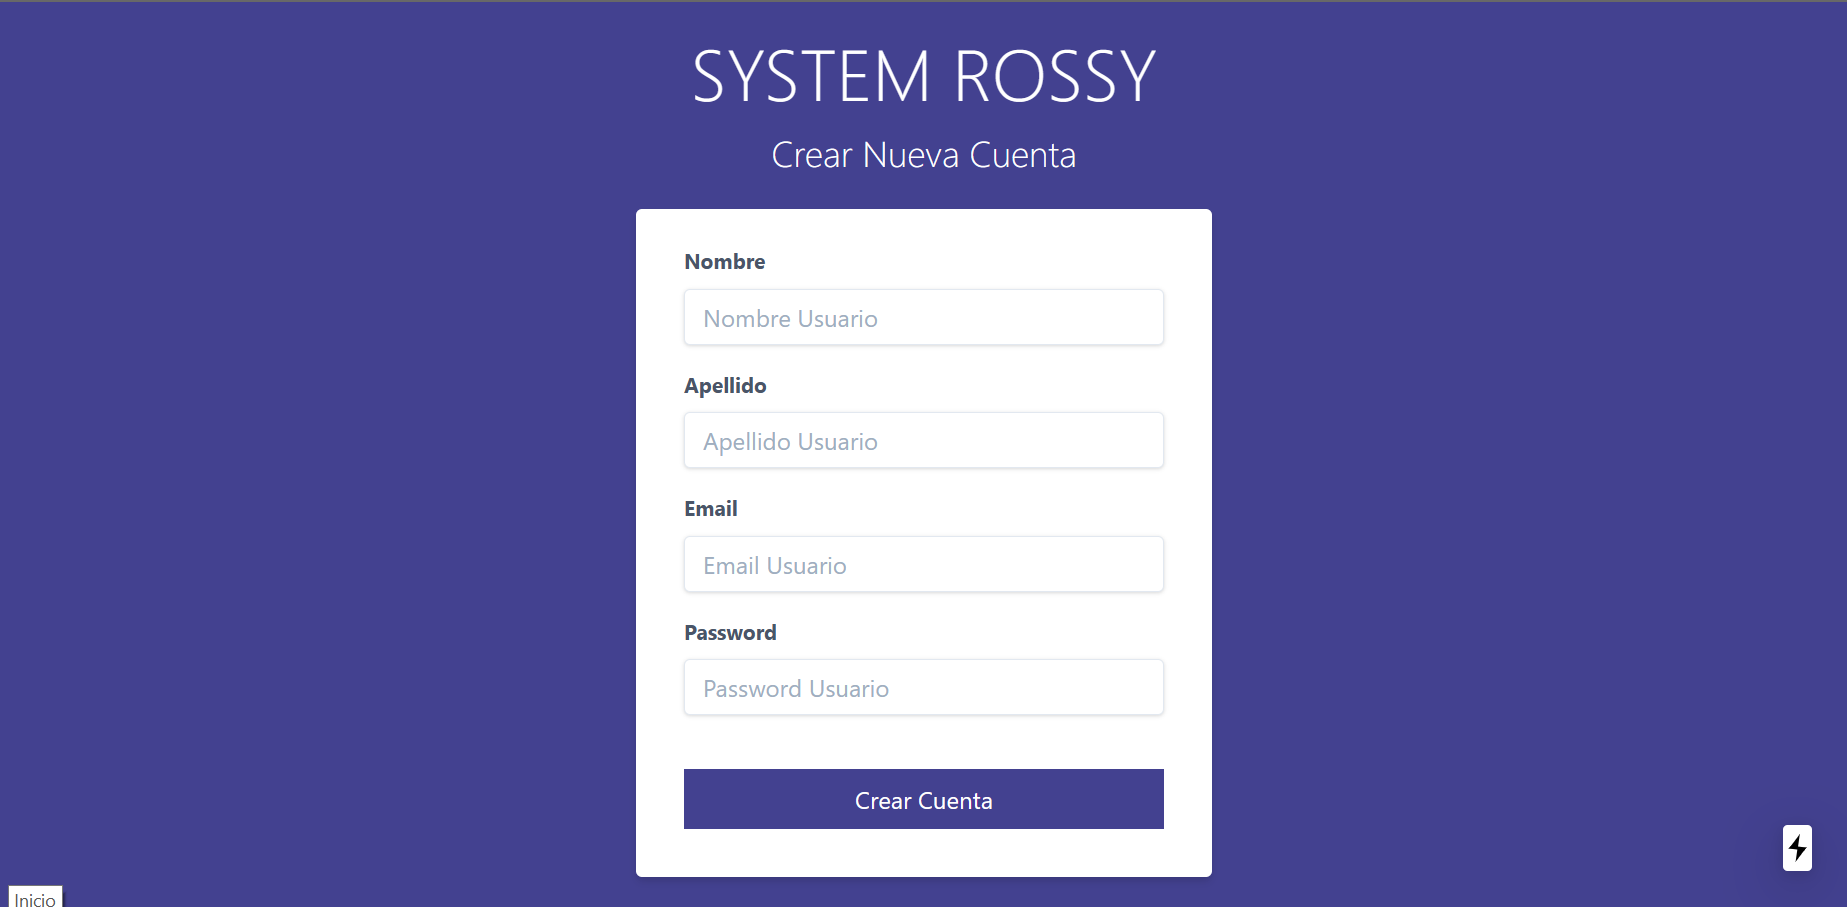 SYSTEM ROSSY
Crear Nueva Cuenta
Nombre
Nombre Usuario
Apellido
Apellido Usuario
Email
Email Usuario
Password
Password Usuario
Crear Cuenta
Inicio